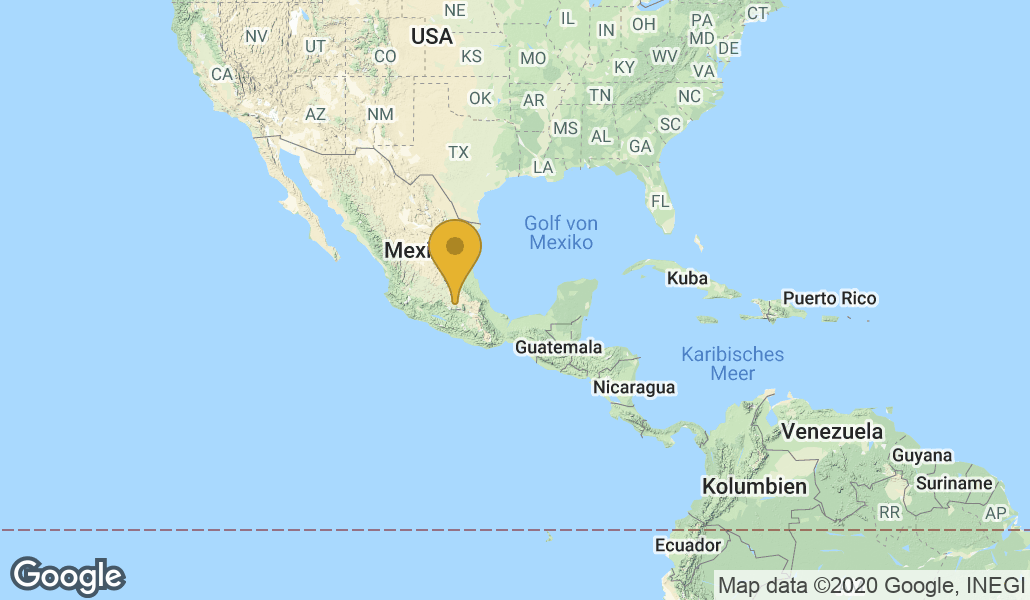 NE
IL
IN
OH
PA
CT
NV
UT
CO
USA
KS
MO
KY
WV
MD
DE
VA
CA
AZ
NM
OK
AR
TN
NC
MS
AL
SC
GA
TX
LA
FL
Golf von
Mexiko
Mexi
Kuba
Puerto Rico
Guatemala
Karibisches
Meer
Nicaragua
Venezuela
Guyana
Kolumbien
Suriname
RR
AP
Ecuador
Google
Map data ©2020 Google, INEGI